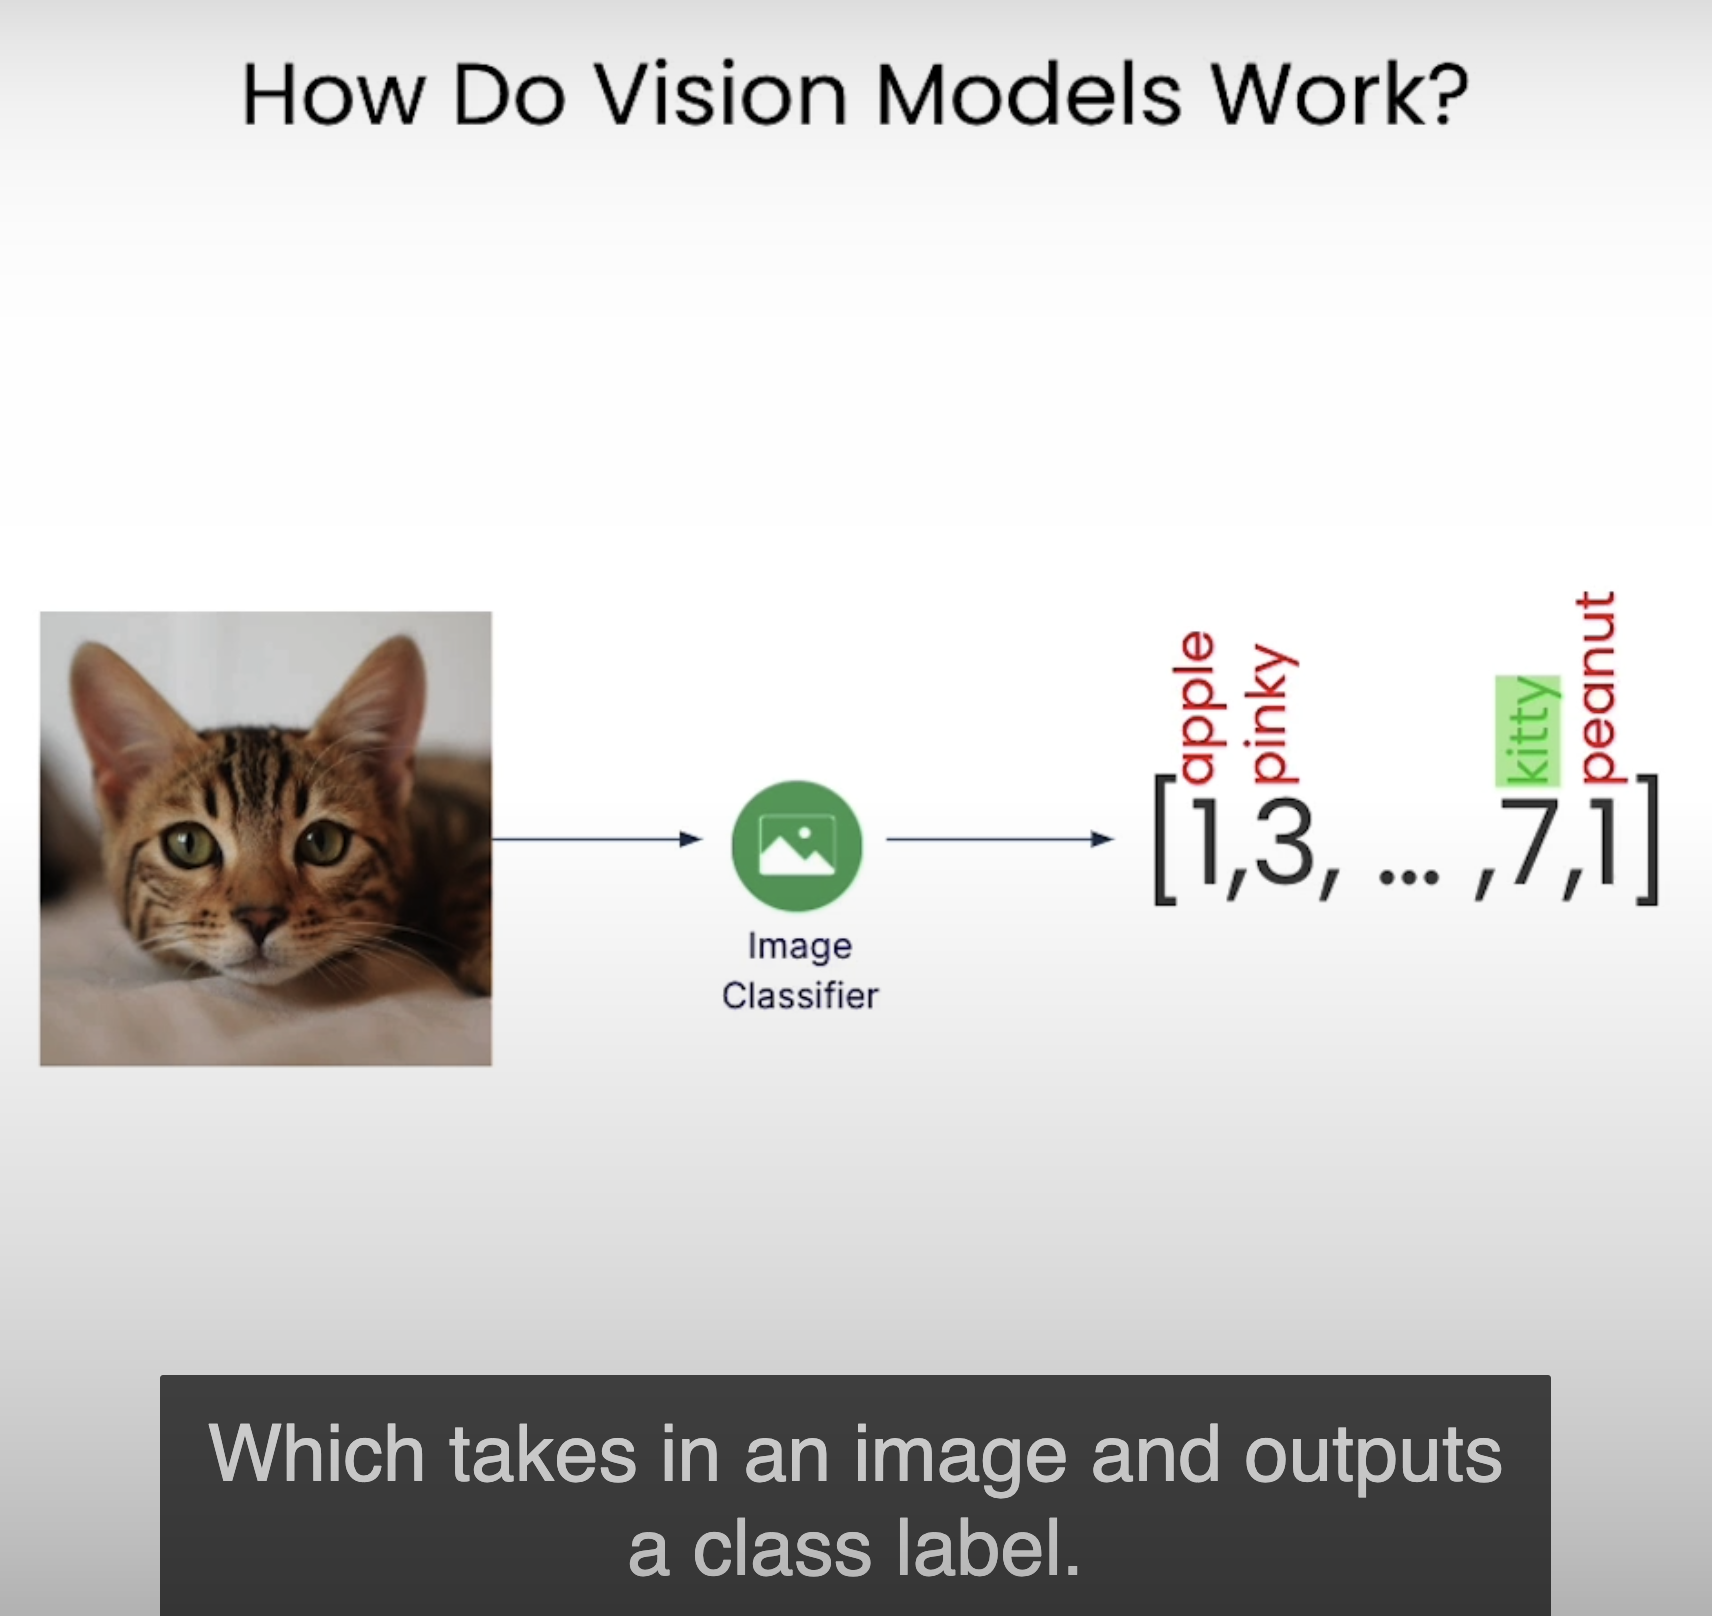 How Do Vision Models Work?
apple
pinky
kitty
peanut
[1,3, ... ,7,1]
Image
Classifier
Which takes in an image and outputs
a class label.